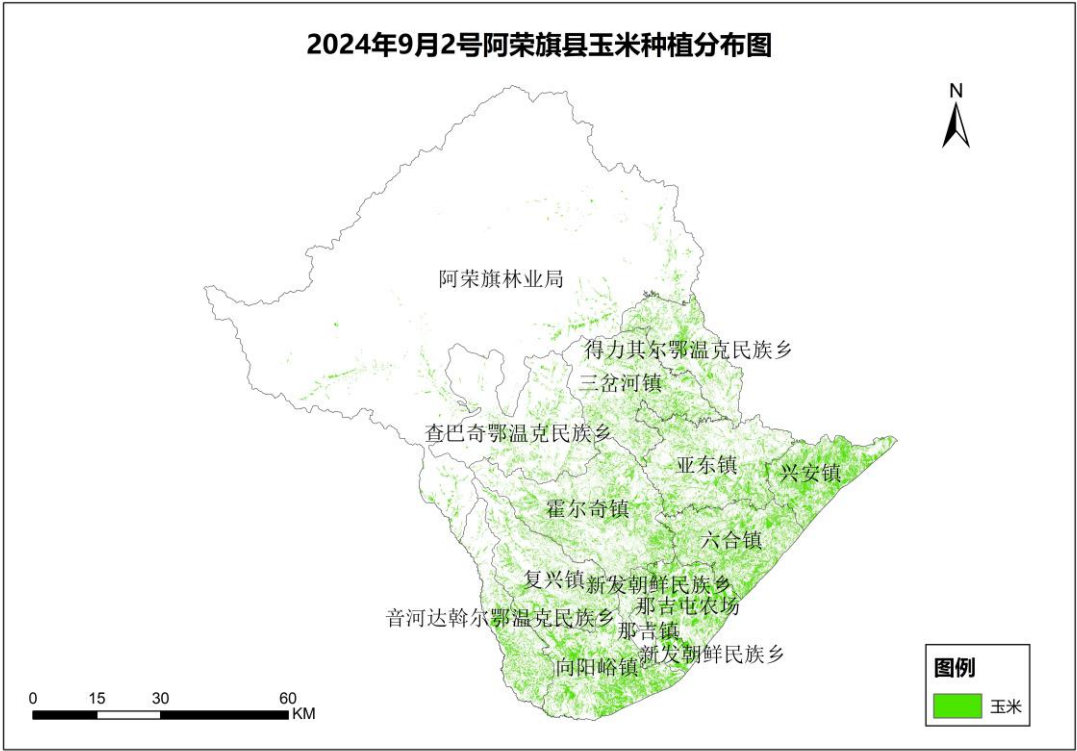 2024年9月2号阿荣旗县玉米种植分布图
N
阿荣旗林业局
得力其尔鄂温克民族乡
三岔河镇
查巴奇鄂温克民族乡
亚东镇
兴安镇
霍尔奇镇
六合镇
复兴镇
新发朝鲜民族乡
那吉屯农场
音河达斡尔鄂温克民族乡
那吉镇
新发朝鲜民族乡
向阳峪镇
图例
玉米
0 15 30 60
KM